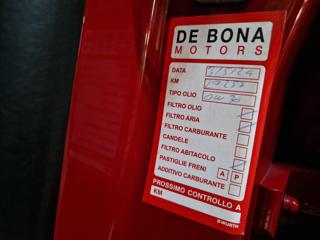 DE BONA
MOTORS
DATA
KM
TIPO OLIO
FILTRO OLIO
FILTRO ARIA
FILTRO CARBURANTE
CANDELE
FILTRO ABITACOLO
PASTIGLIE FRENI A P
ADDITIVO CARBURANTE
PROSSIMO CONTROLLO A
KM
WÜRTH